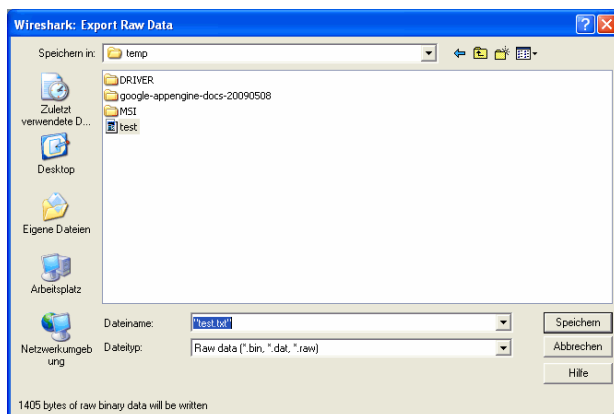 Wireshark: Export Raw Data
Speichern in:
temp
Zuletzt
verwendete D...
Desktop
Eigene Dateien
Arbeitsplatz
Netzwerkumgeb
ung
DRIVER
google-appengine-docs-20090508
MSI
test
Dateiname:
"test.txt"
Speichern
Dateityp:
Raw data (*.bin, *.dat, *.raw)
Abbrechen
Hilfe
1405 bytes of raw binary data will be written